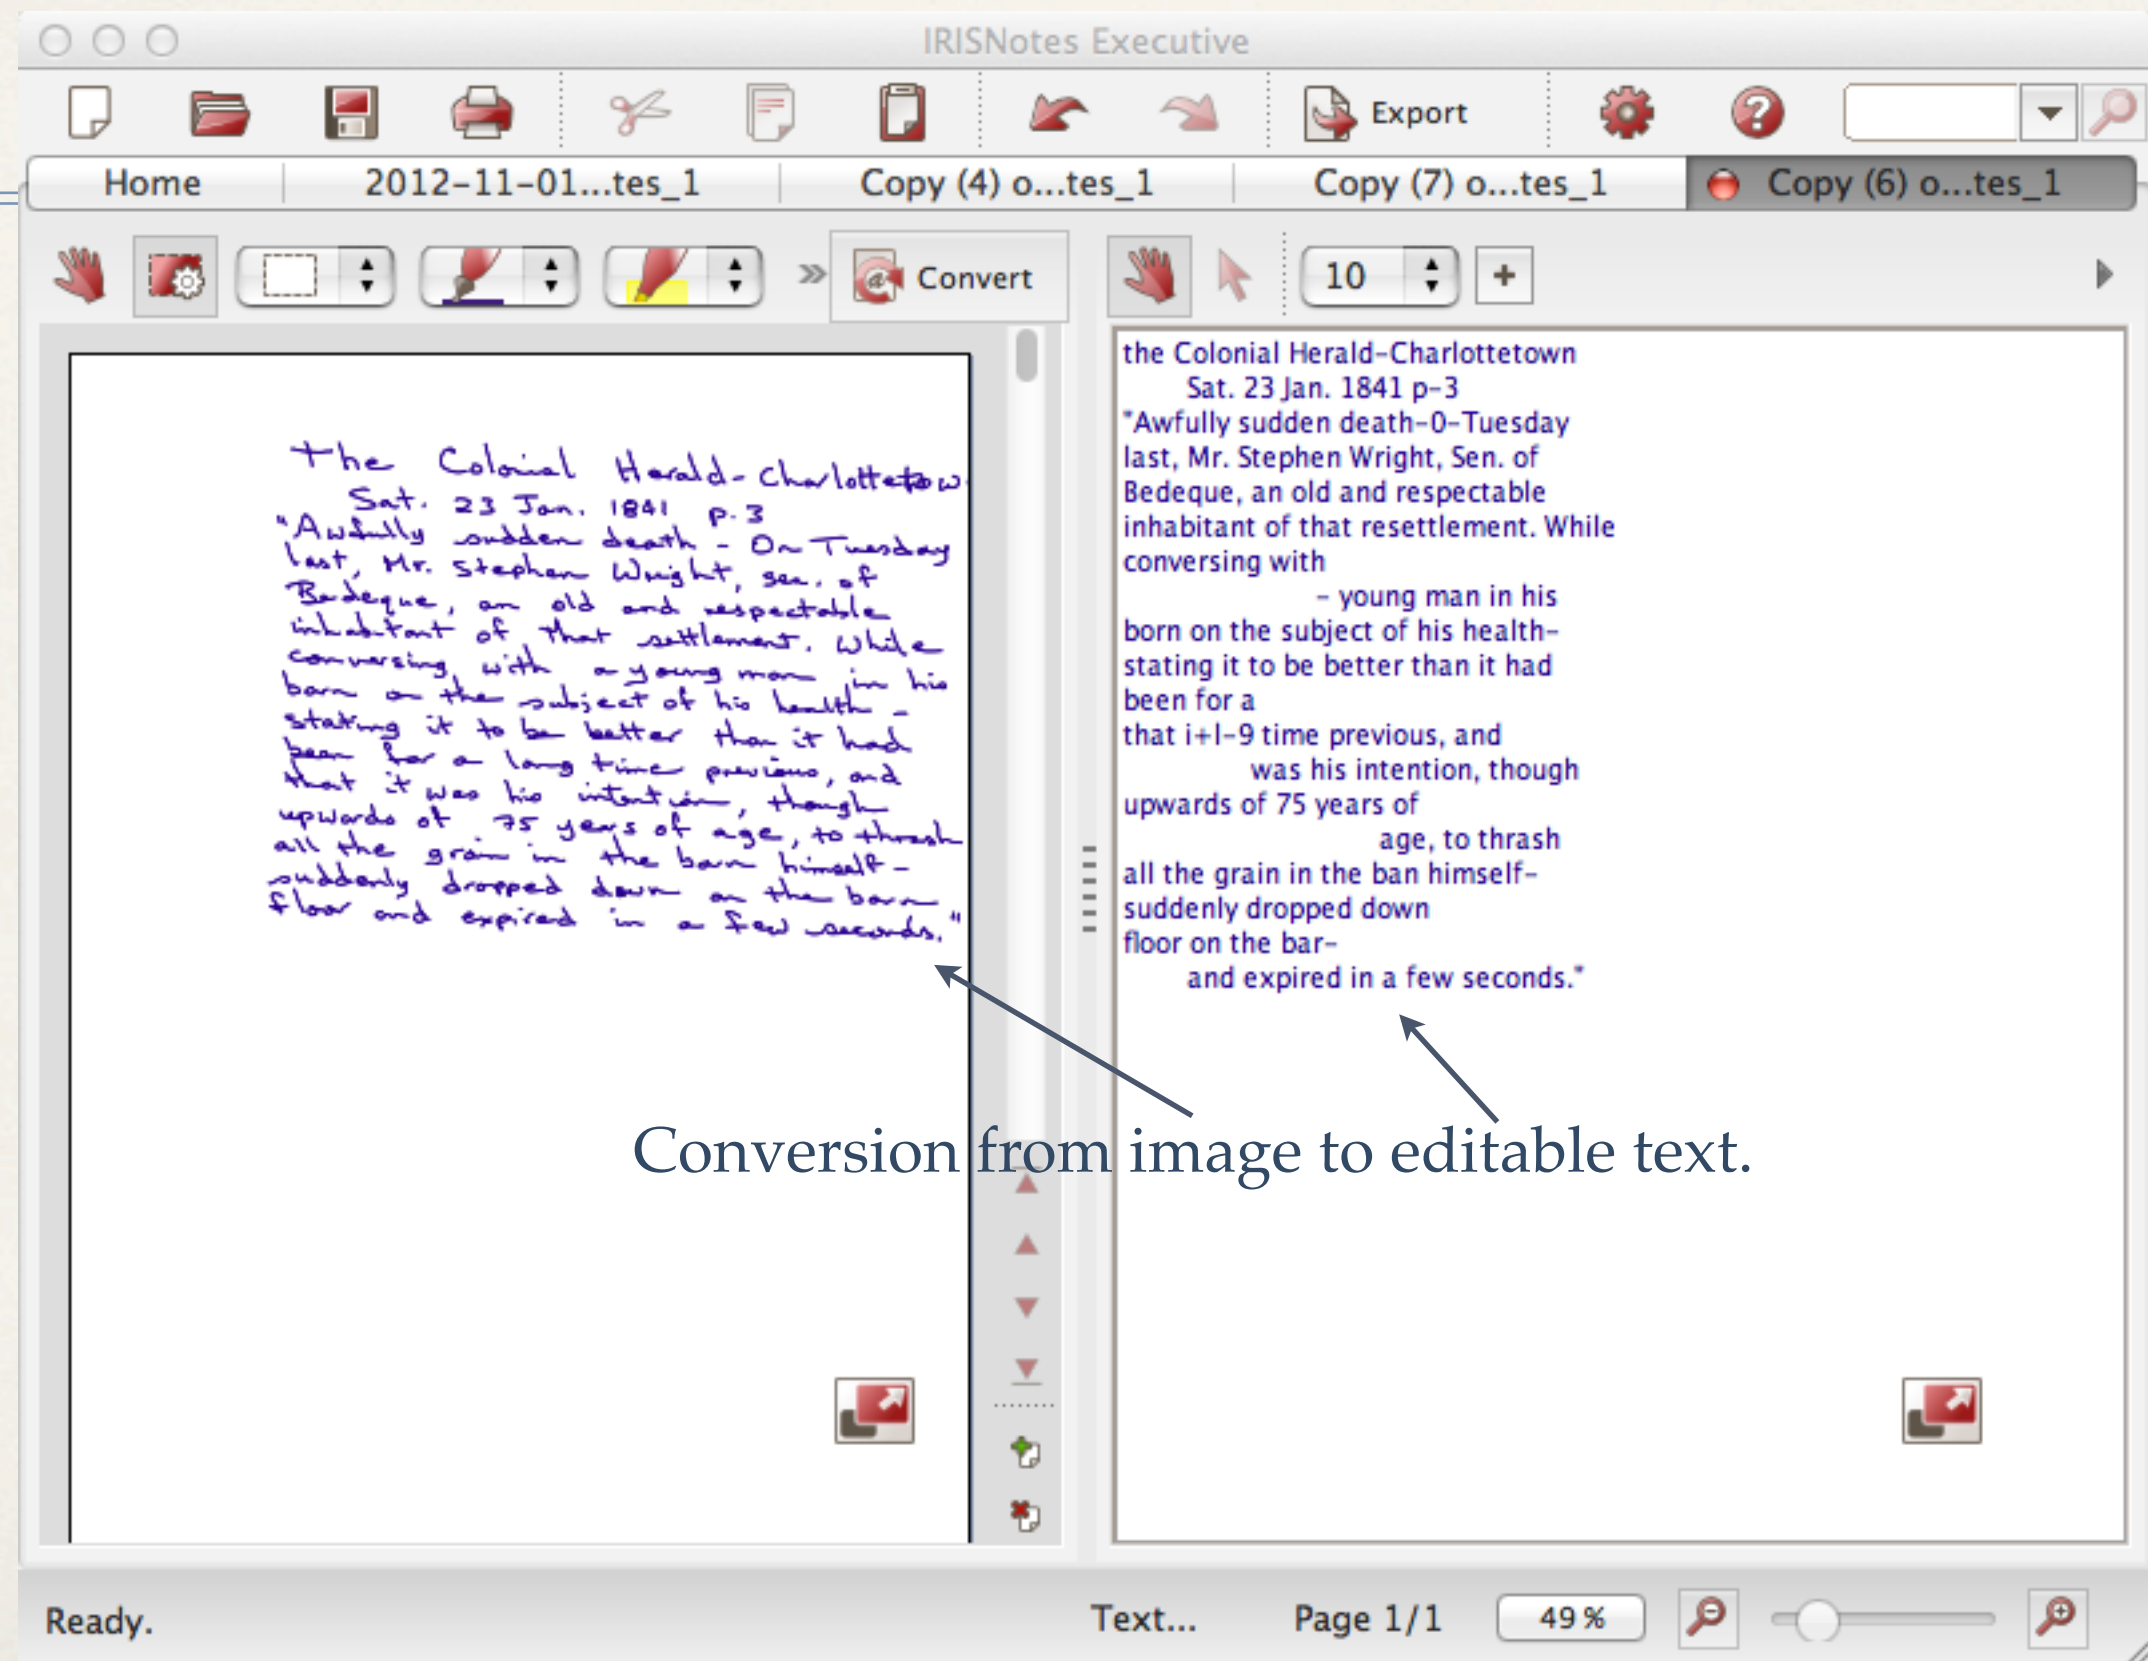 IRISNotes Executive
Export
Home
2012-11-01...tes_1
Copy (4) o...tes_1
Copy (7) o...tes_1
Copy (6) o...tes_1
Convert
10
The Colonial Herald-Charlottetow
Sat. 23 Jan. 1841 p.3
"Awfully sudden death - On Tuesday
last, Mr. Stephen Wright, sen. of
Bedeque, an old and respectable
inhabitant of that settlement. While
conversing with a young man in his
barn on the subject of his health -
stating it to be better than it had
been for a long time previous, and
that it was his intention, though
upwards of 75 years of age, to thrash
all the grain in the barn himself -
suddenly dropped down on the barn
floor and expired in a few seconds."
the Colonial Herald-Charlottetown
Sat. 23 Jan. 1841 p-3
"Awfully sudden death-0-Tuesday
last, Mr. Stephen Wright, Sen. of
Bedeque, an old and respectable
inhabitant of that resettlement. While
conversing with
- young man in his
born on the subject of his health-
stating it to be better than it had
been for a
that i+l-9 time previous, and
was his intention, though
upwards of 75 years of
age, to thrash
all the grain in the ban himself-
suddenly dropped down
floor on the bar-
and expired in a few seconds."
Conversion from image to editable text.
Ready.
Text...
Page 1/1
49 %